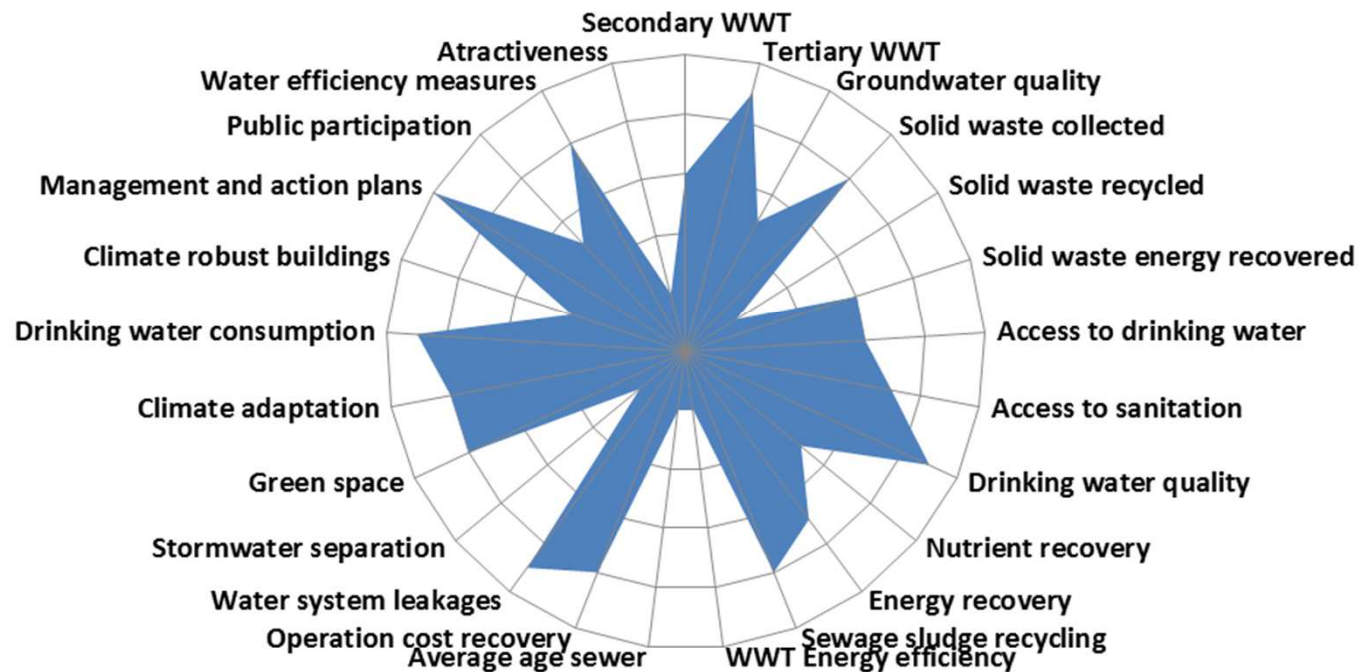 Secondary WWT
Tertiary WWT
Groundwater quality
Solid waste collected
Solid waste recycled
Solid waste energy recovered
Access to drinking water
Access to sanitation
Drinking water quality
Nutrient recovery
Energy recovery
Sewage sludge recycling
WWT Energy efficiency
Average age sewer
Operation cost recovery
Water system leakages
Stormwater separation
Green space
Climate adaptation
Drinking water consumption
Climate robust buildings
Management and action plans
Public participation
Water efficiency measures
Atractiveness